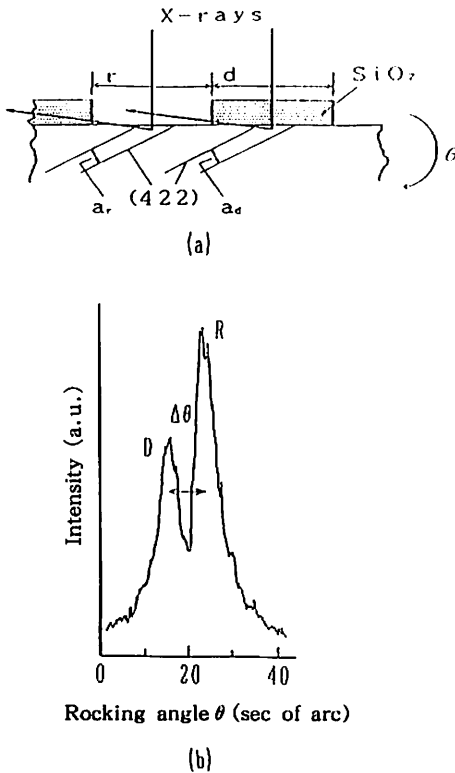 X-rays
r
d
SiO₂
θ
aᵣ
(422)
a_d
(a)
R
Δθ
D
Intensity (a.u.)
0
20
40
Rocking angle θ (sec of arc)
(b)